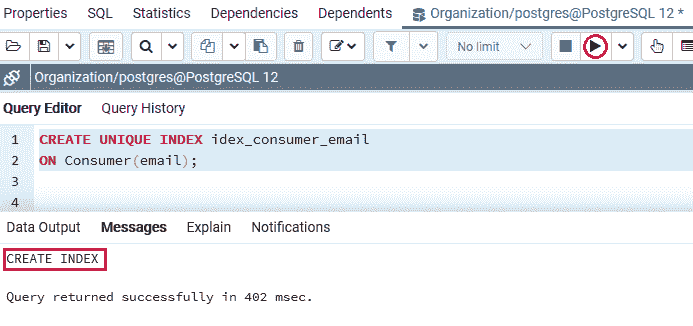 Properties SQL Statistics Dependencies Dependents Organization/postgres@PostgreSQL 12 *
No limit
Organization/postgres@PostgreSQL 12
Query Editor Query History
1 CREATE UNIQUE INDEX idex_consumer_email
2 ON Consumer(email);
3
4
Data Output Messages Explain Notifications
CREATE INDEX
Query returned successfully in 402 msec.